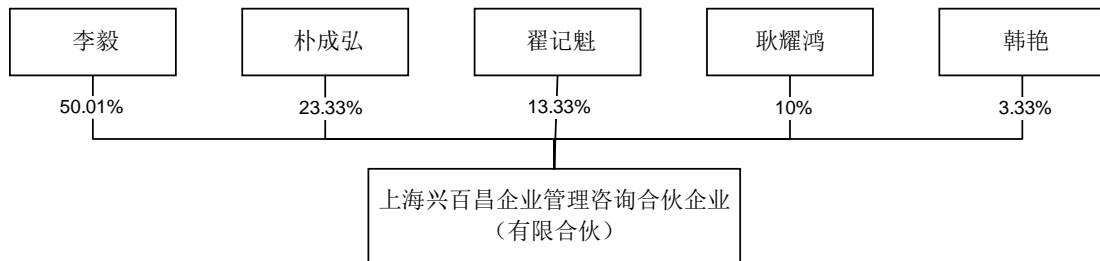 李毅
朴成弘
翟记魁
耿耀鸿
韩艳
50.01%
23.33%
13.33%
10%
3.33%
上海兴百昌企业管理咨询合伙企业
（有限合伙）